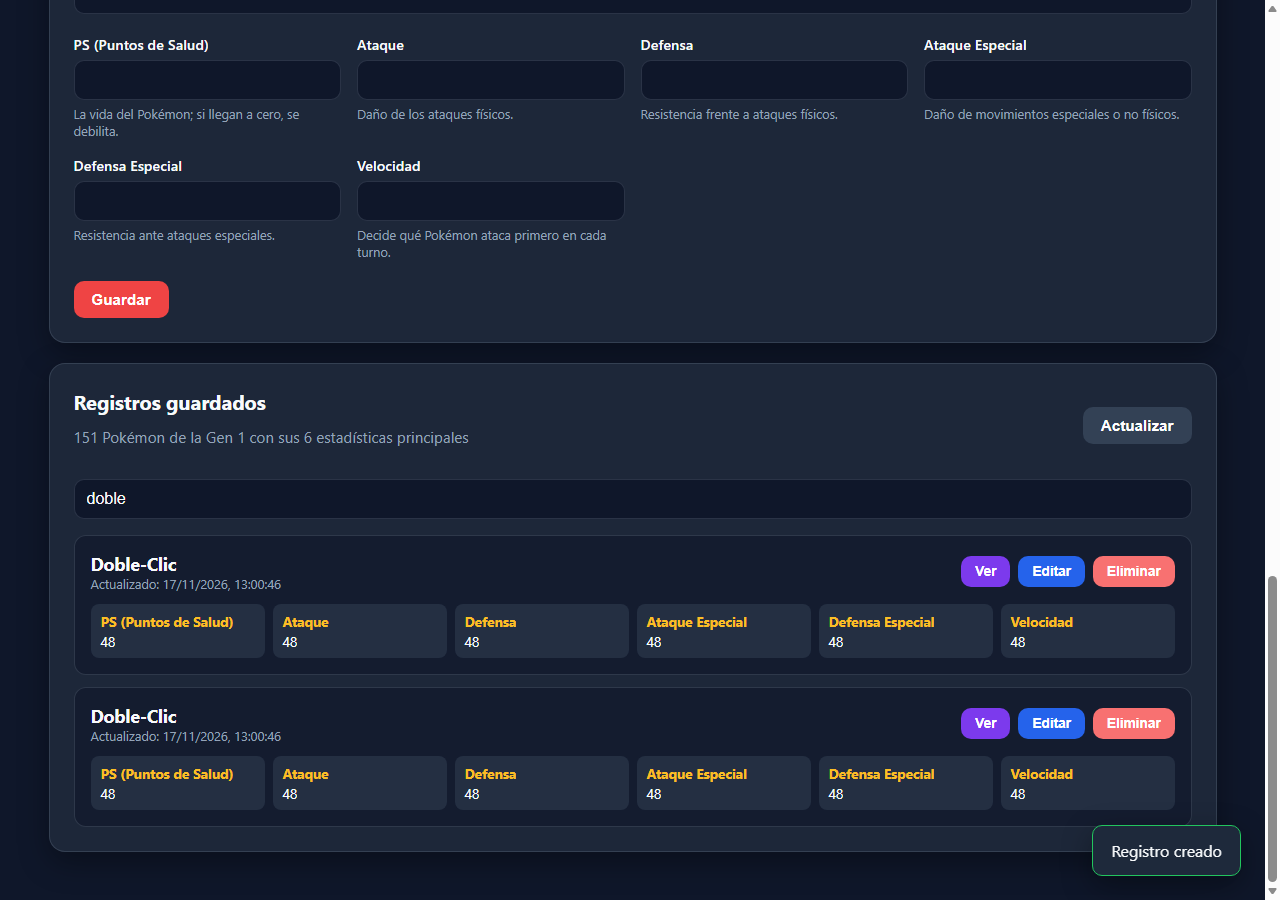 PS (Puntos de Salud)
Ataque
Defensa
Ataque Especial
La vida del Pokémon; si llegan a cero, se
debilita.
Daño de los ataques físicos.
Resistencia frente a ataques físicos.
Daño de movimientos especiales o no físicos.
Defensa Especial
Velocidad
Resistencia ante ataques especiales.
Decide qué Pokémon ataca primero en cada
turno.
Guardar
Registros guardados
151 Pokémon de la Gen 1 con sus 6 estadísticas principales
Actualizar
doble
Doble-Clic
Actualizado: 17/11/2026, 13:00:46
Ver
Editar
Eliminar
PS (Puntos de Salud)
48
Ataque
48
Defensa
48
Ataque Especial
48
Defensa Especial
48
Velocidad
48
Doble-Clic
Actualizado: 17/11/2026, 13:00:46
Ver
Editar
Eliminar
PS (Puntos de Salud)
48
Ataque
48
Defensa
48
Ataque Especial
48
Defensa Especial
48
Velocidad
48
Registro creado